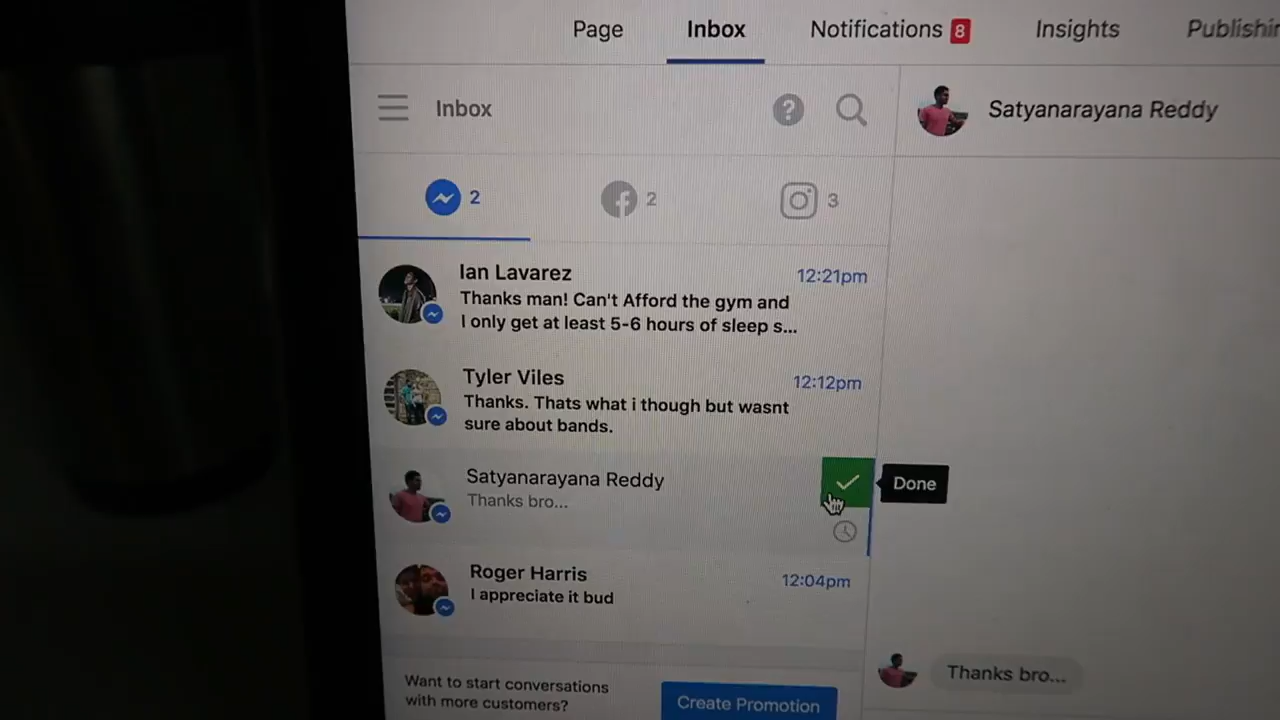 Page
Inbox
Notifications 8
Insights
Inbox
?
Satyanarayana Reddy
2
2
3
Ian Lavarez
12:21pm
Thanks man! Can't Afford the gym and
I only get at least 5-6 hours of sleep s...
Tyler Viles
12:12pm
Thanks. Thats what i though but wasnt
sure about bands.
Satyanarayana Reddy
Thanks bro...
Done
Roger Harris
12:04pm
I appreciate it bud
Thanks bro...
Want to start conversations
with more customers?
Create Promotion